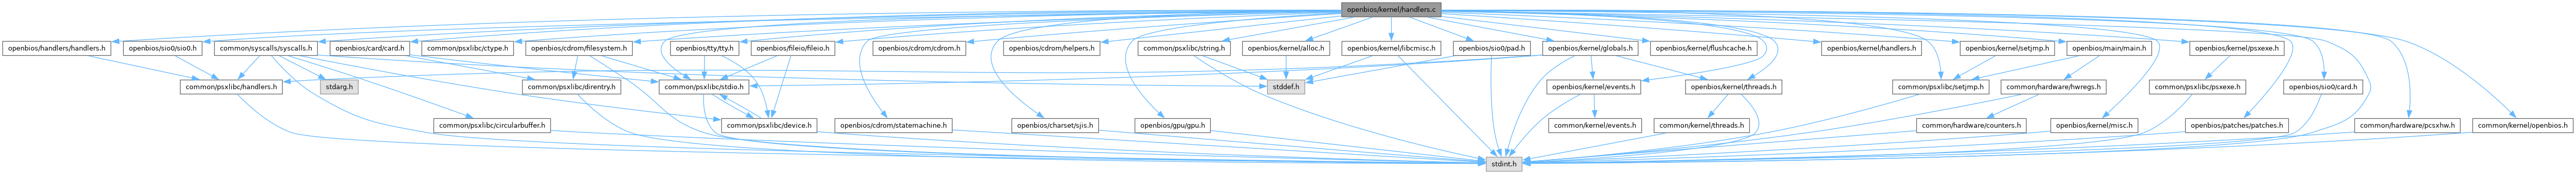 openbios/kernel/handlers.c
openbios/handlers/handlers.h
openbios/sio0/sio0.h
common/syscalls/syscalls.h
openbios/card/card.h
common/psxlibc/ctype.h
openbios/cdrom/filesystem.h
openbios/tty/tty.h
openbios/fileio/fileio.h
openbios/cdrom/cdrom.h
openbios/cdrom/helpers.h
common/psxlibc/string.h
openbios/kernel/alloc.h
openbios/kernel/libcmisc.h
openbios/sio0/pad.h
openbios/kernel/globals.h
openbios/kernel/flushcache.h
openbios/kernel/handlers.h
openbios/kernel/setjmp.h
openbios/main/main.h
openbios/kernel/psxexe.h
common/psxlibc/handlers.h
stdarg.h
common/psxlibc/direntry.h
common/psxlibc/stdio.h
stddef.h
openbios/kernel/events.h
openbios/kernel/threads.h
common/psxlibc/setjmp.h
common/hardware/hwregs.h
common/psxlibc/psxexe.h
openbios/sio0/card.h
common/psxlibc/circularbuffer.h
common/psxlibc/device.h
openbios/cdrom/statemachine.h
openbios/charset/sjis.h
openbios/gpu/gpu.h
common/kernel/events.h
common/kernel/threads.h
common/hardware/counters.h
openbios/kernel/misc.h
openbios/patches/patches.h
common/hardware/pcsxhw.h
common/kernel/openbios.h
stdint.h